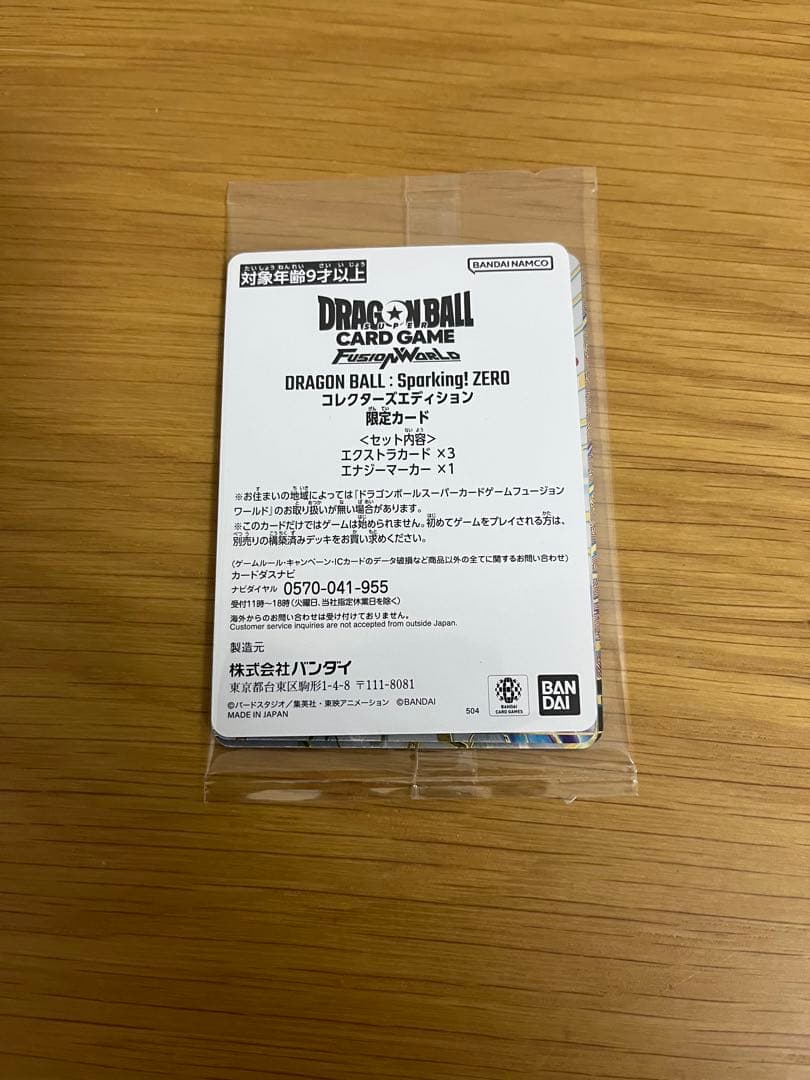 対象年齢9才以上
BANDAI NAMCO
DRAGON BALL
SUPER
CARD GAME
FUSION WORLD
DRAGON BALL : Sparking! ZERO
コレクターズエディション
限定カード
<セット内容>
エクストラカード ×3
エナジーマーカー ×1
※お住まいの地域によっては「ドラゴンボールスーパーカードゲームフュージョン
ワールド」のお取り扱いが無い場合があります。
※このカードだけではゲームは始められません。初めてゲームをプレイされる方は、
別売りの構築済みデッキをお買い求めください。
(ゲームルール・キャンペーン・ICカードのデータ破損など商品以外の全てに関するお問い合わせ)
カードダスナビ
ナビダイヤル 0570-041-955
受付11時〜18時(火曜日、当社指定休業日を除く)
海外からのお問い合わせは受け付けておりません。
Customer service inquiries are not accepted from outside Japan.
製造元
株式会社バンダイ
東京都台東区駒形1-4-8 〒111-8081
©バードスタジオ/集英社・東映アニメーション ©BANDAI
MADE IN JAPAN
504
BANDAI
CARD GAMES
BAN
DAI